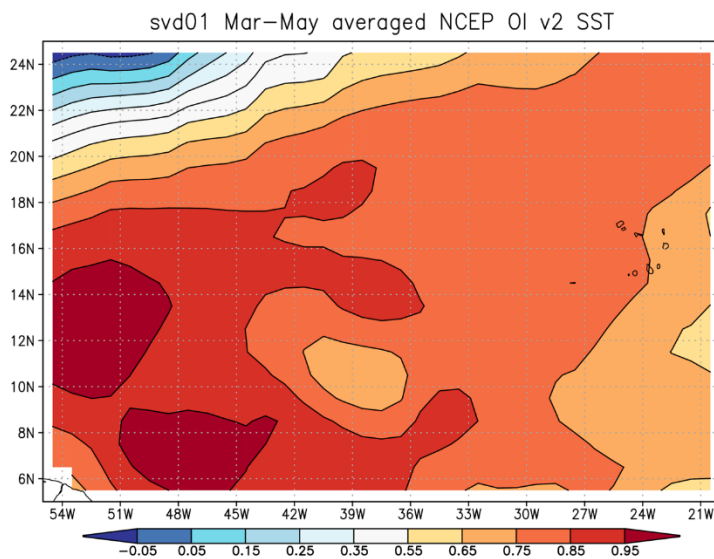 svd01 Mar-May averaged NCEP OI v2 SST
24N
22N
20N
18N
16N
14N
12N
10N
8N
6N
54W 51W 48W 45W 42W 39W 36W 33W 30W 27W 24W 21W
-0.05 0.05 0.15 0.25 0.35 0.55 0.65 0.75 0.85 0.95